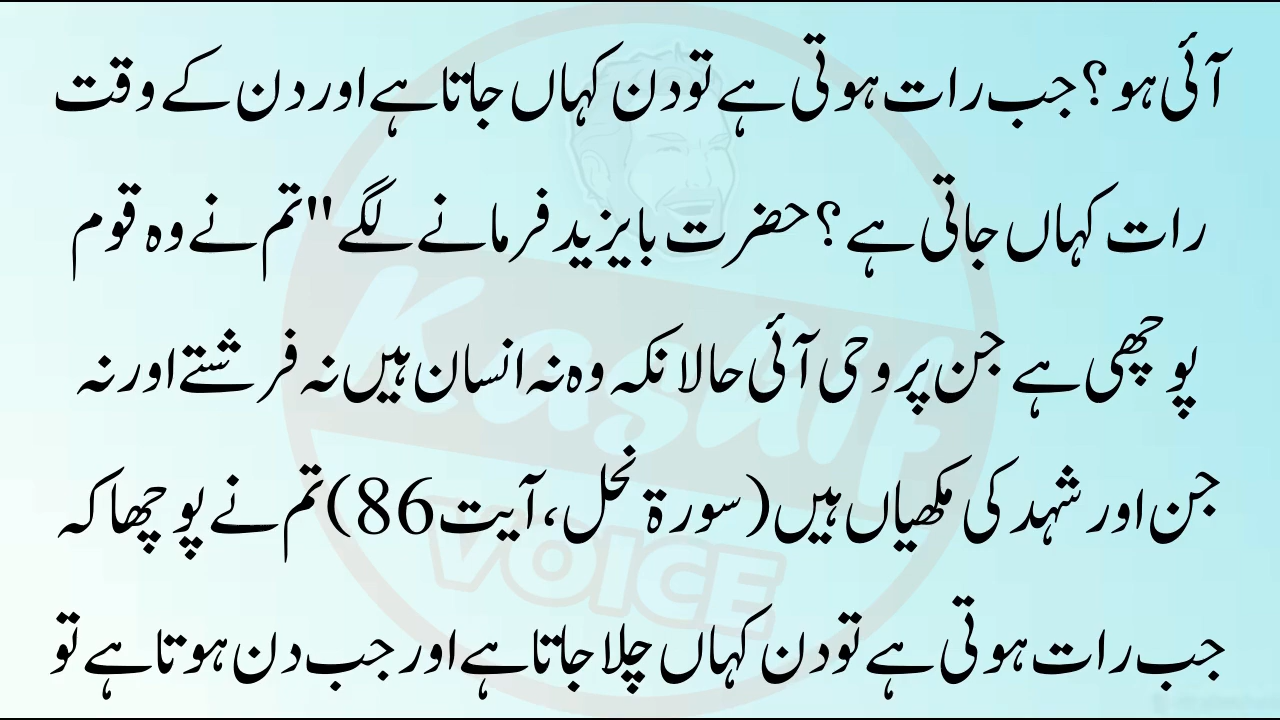 آئی ہو ؟ جب رات ہوتی ہے تو دن کہاں جاتا ہے اور دن کے وقت
رات کہاں جاتی ہے ؟ حضرت بایزید فرمانے لگے "تم نے وہ قوم
پوچھی ہے جن پر وحی آئی حالانکہ وہ نہ انسان ہیں نہ فرشتے اور نہ
جن اور شہد کی مکھیاں ہیں (سورۃ نحل، آیت 86) تم نے پوچھا کہ
جب رات ہوتی ہے تو دن کہاں چلا جاتا ہے اور جب دن ہوتا ہے تو
Kashif
VOICE